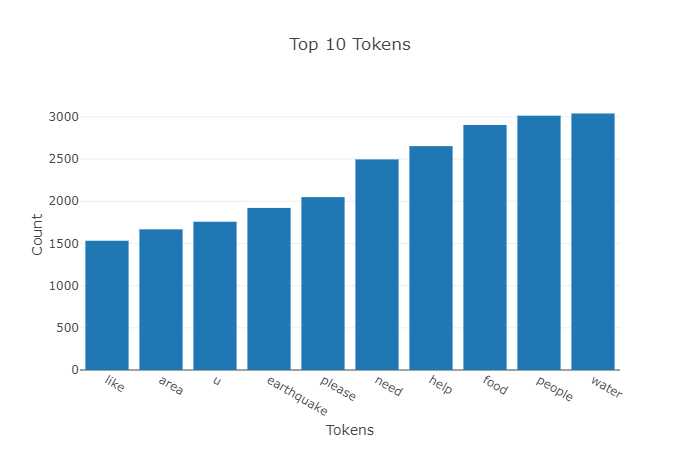 Top 10 Tokens
3000
2500
2000
1500
1000
500
0
Count
like
area
u
earthquake
please
need
help
food
people
water
Tokens